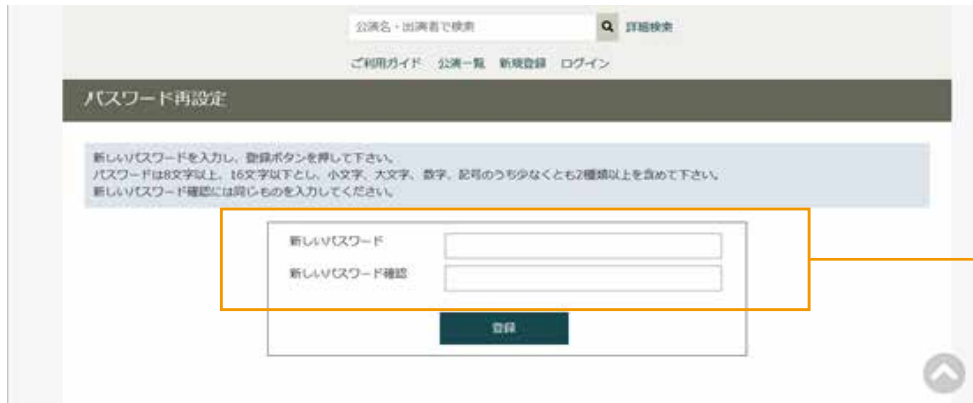 公演名・出演者で検索
詳細検索
ご利用ガイド 公演一覧 新規登録 ログイン
パスワード再設定
新しいパスワードを入力し、登録ボタンを押して下さい。
パスワードは8文字以上、16文字以下とし、小文字、大文字、数字、記号のうち少なくとも2種類以上を含めて下さい。
新しいパスワード確認には同じものを入力してください。
新しいパスワード
新しいパスワード確認
登録